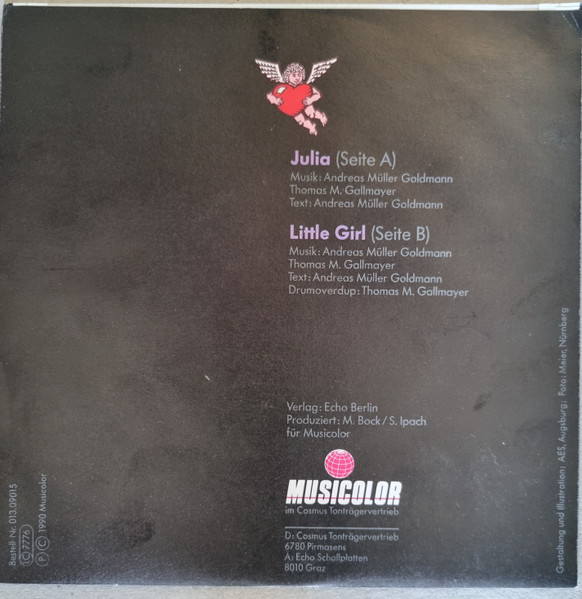 Julia (Seite A)
Musik: Andreas Müller Goldmann
Thomas M. Gallmayer
Text: Andreas Müller Goldmann
Little Girl (Seite B)
Musik: Andreas Müller Goldmann
Thomas M. Gallmayer
Text: Andreas Müller Goldmann
Drumoverdup: Thomas M. Gallmayer
Verlag: Echo Berlin
Produziert: M. Bock / S. Ipach
für Musicolor
MUSICOLOR
im Cosmus Tonträgervertrieb
D: Cosmus Tonträgervertrieb
6780 Pirmasens
A: Echo Schallplatten
8010 Graz
Bestell-Nr. 013.09015
LC 7776
Ⓟ Ⓒ 1990 Musicolor
Gestaltung und Illustration: AES, Augsburg; Foto: Meier, Nürnberg